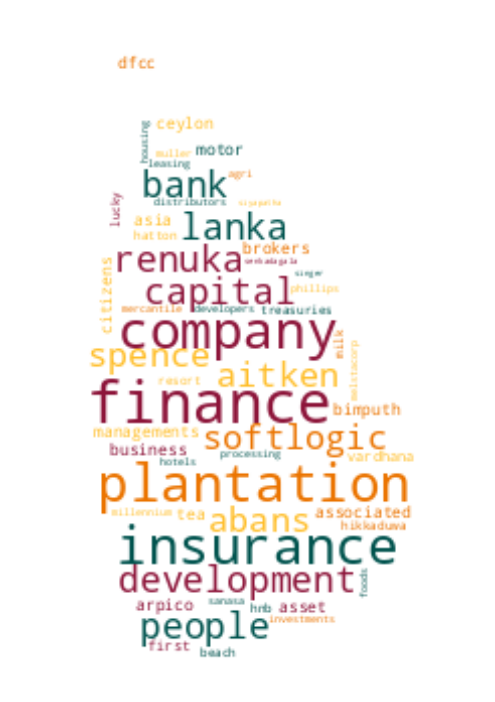 dfcc
housing ceylon
muller motor
leasing
bank agri
distributors siyapatha
lucky
asia lanka
hatton
renuka brokers
senkadagala
citizens
capital singer
phillips
mercantile developers treasuries
company
milk
spence
melstacorp
resort aitken
finance bimputh
managements softlogic
business processing vardhana
hotels
plantation
millennium tea abans associated
hikkaduwa
insurance
development foods
arpico sanasa hnb asset
people investments
first beach